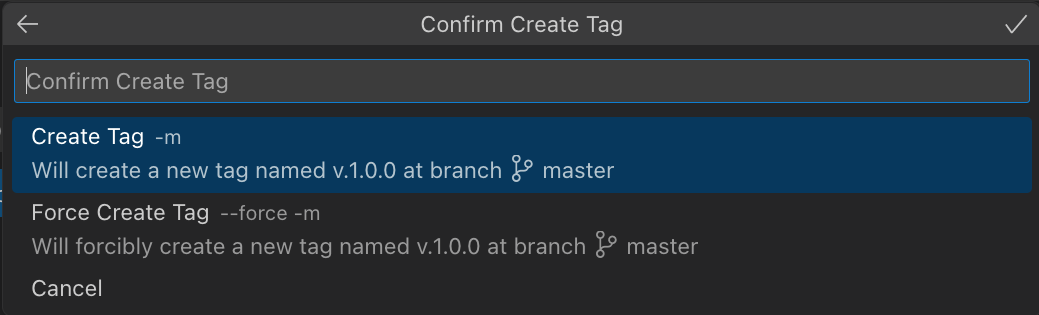 Confirm Create Tag
Confirm Create Tag
Create Tag -m
Will create a new tag named v.1.0.0 at branch master
Force Create Tag --force -m
Will forcibly create a new tag named v.1.0.0 at branch master
Cancel